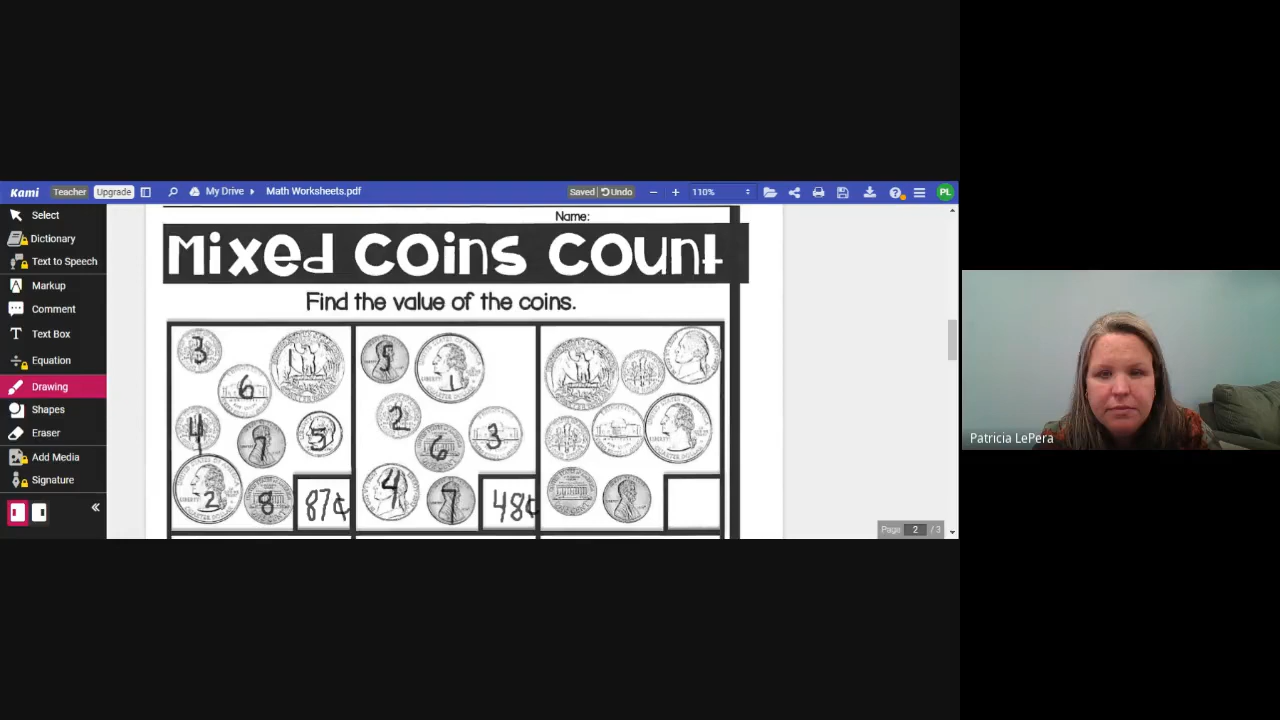 Kami Teacher Upgrade My Drive Math Worksheets.pdf Saved Undo 110% PL
Select
Dictionary
Text to Speech
Markup
Comment
Text Box
Equation
Drawing
Shapes
Eraser
Add Media
Signature
Name:
Mixed Coins Count
Find the value of the coins.
3 1
6
4 7 5
2 8 87¢
5 1
2 3
6
4 7 48¢
Page 2 / 3
Patricia LePera